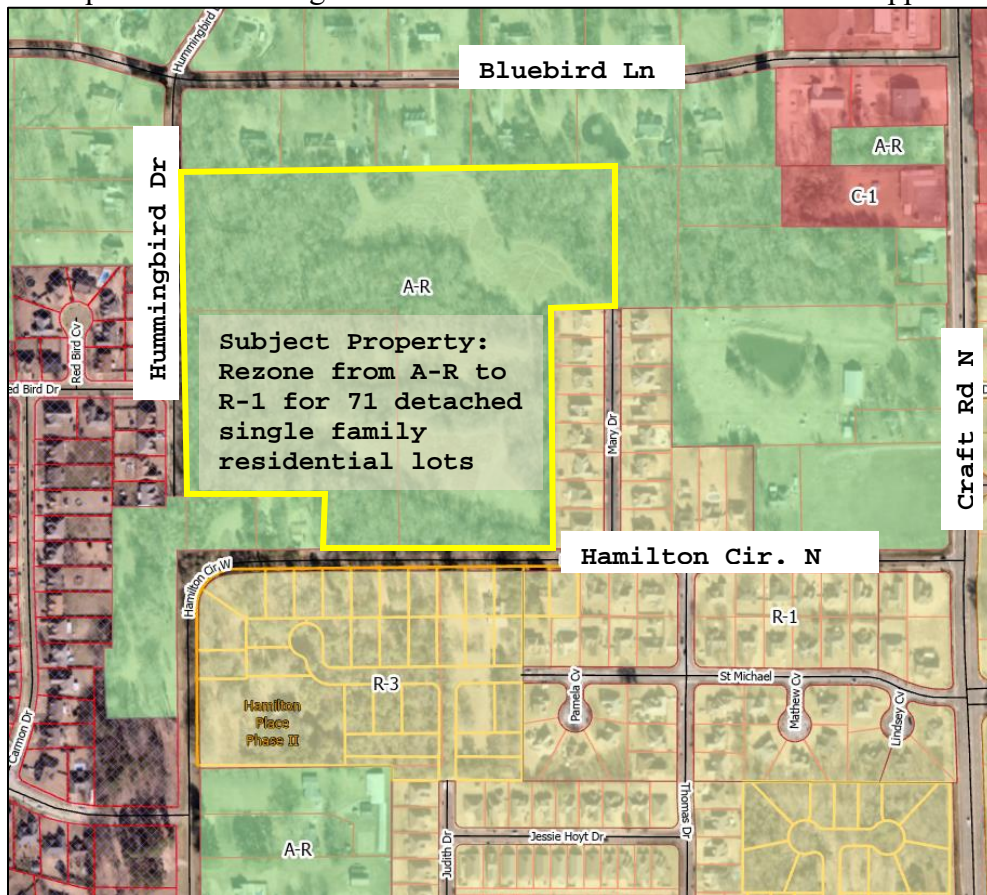 Hummingbird
Bluebird Ln
A-R
C-1
Hummingbird Dr
A-R
Red Bird Cv
Subject Property:
Rezone from A-R to
R-1 for 71 detached
single family
residential lots
Mary Dr
Craft Rd N
Bird Dr
Hamilton Cir. N
Hamilton Cir W
R-1
St Michael
R-3
Hamilton
Place
Phase II
Pamela Cv
Mathew Cv
Lindsey Cv
Carmon Dr
Thomas Dr
Jessie Hoyt Dr
Judith Dr
A-R